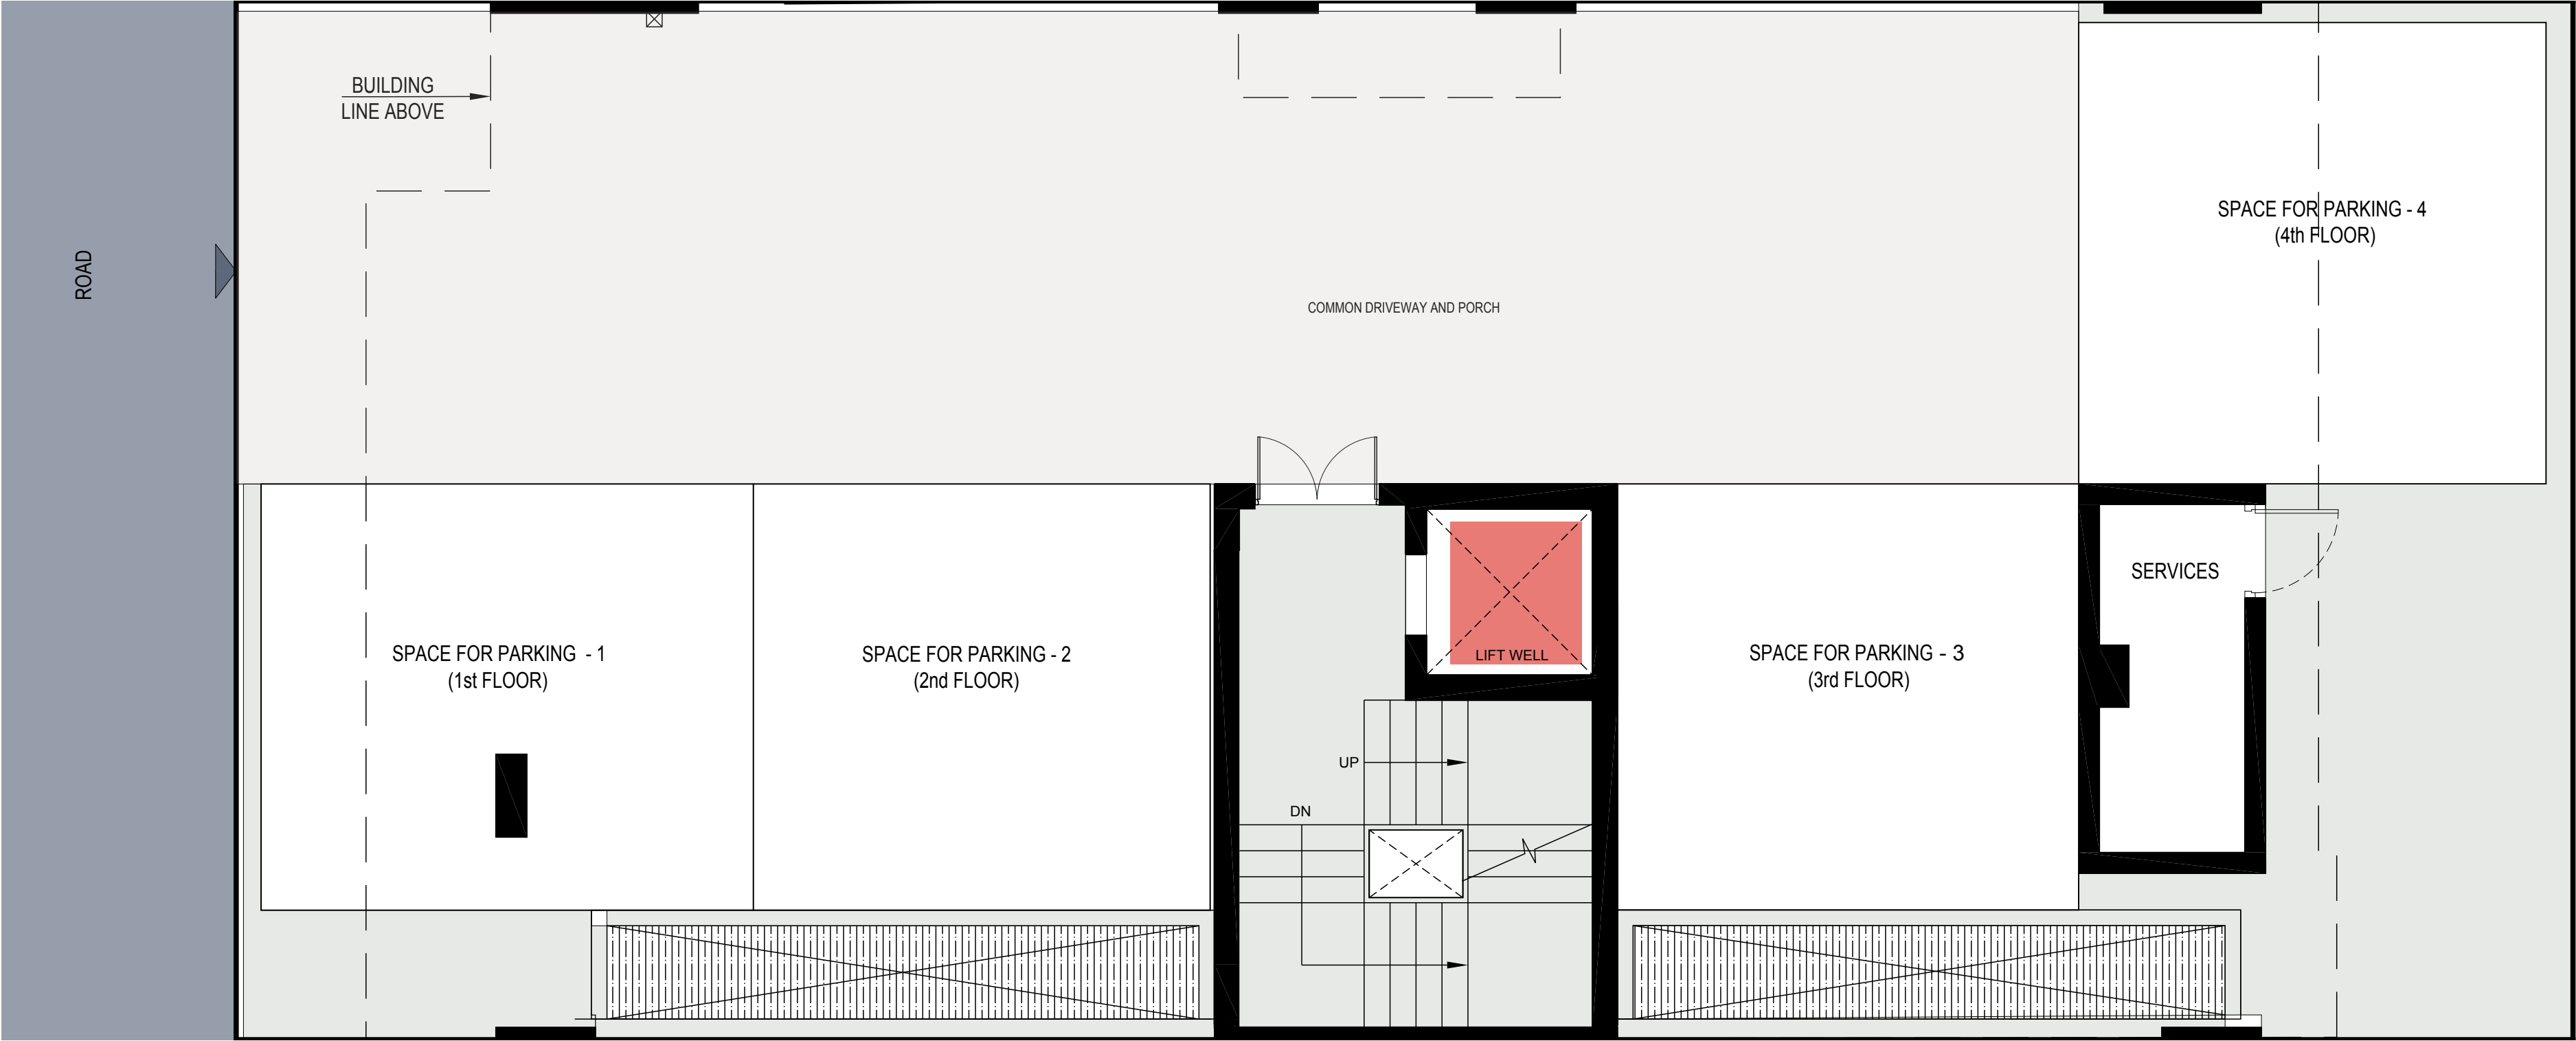 BUILDING
LINE ABOVE
ROAD
SPACE FOR PARKING - 4
(4th FLOOR)
COMMON DRIVEWAY AND PORCH
SERVICES
SPACE FOR PARKING - 1
(1st FLOOR)
SPACE FOR PARKING - 2
(2nd FLOOR)
LIFT WELL
SPACE FOR PARKING - 3
(3rd FLOOR)
UP
DN